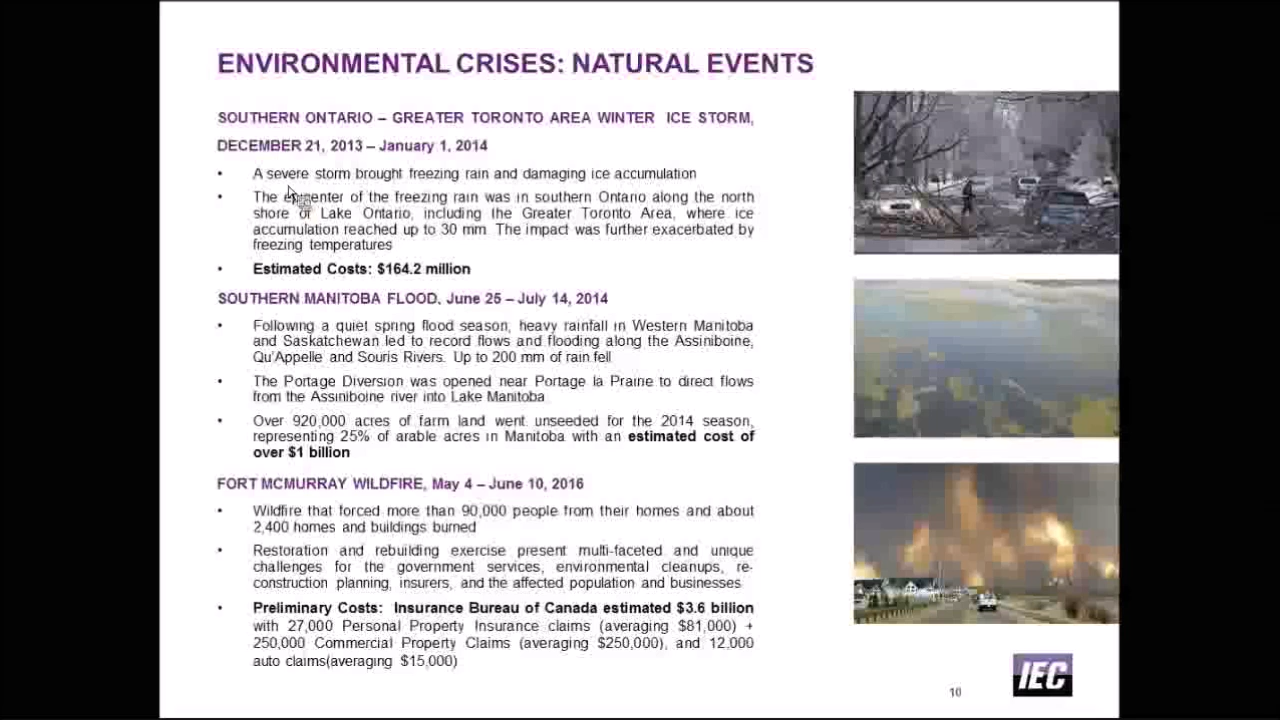 ENVIRONMENTAL CRISES: NATURAL EVENTS
SOUTHERN ONTARIO – GREATER TORONTO AREA WINTER ICE STORM,
DECEMBER 21, 2013 – January 1, 2014
• A severe storm brought freezing rain and damaging ice accumulation
• The epicenter of the freezing rain was in southern Ontario along the north
shore of Lake Ontario, including the Greater Toronto Area, where ice
accumulation reached up to 30 mm. The impact was further exacerbated by
freezing temperatures
• Estimated Costs: $164.2 million
SOUTHERN MANITOBA FLOOD, June 25 – July 14, 2014
• Following a quiet spring flood season, heavy rainfall in Western Manitoba
and Saskatchewan led to record flows and flooding along the Assiniboine,
Qu'Appelle and Souris Rivers. Up to 200 mm of rain fell
• The Portage Diversion was opened near Portage la Prairie to direct flows
from the Assiniboine river into Lake Manitoba
• Over 920,000 acres of farm land went unseeded for the 2014 season,
representing 25% of arable acres in Manitoba with an estimated cost of
over $1 billion
FORT MCMURRAY WILDFIRE, May 4 – June 10, 2016
• Wildfire that forced more than 90,000 people from their homes and about
2,400 homes and buildings burned
• Restoration and rebuilding exercise present multi-faceted and unique
challenges for the government services, environmental cleanups, re-
construction planning, insurers, and the affected population and businesses
• Preliminary Costs: Insurance Bureau of Canada estimated $3.6 billion
with 27,000 Personal Property Insurance claims (averaging $81,000) +
250,000 Commercial Property Claims (averaging $250,000), and 12,000
auto claims(averaging $15,000)
10
IEC